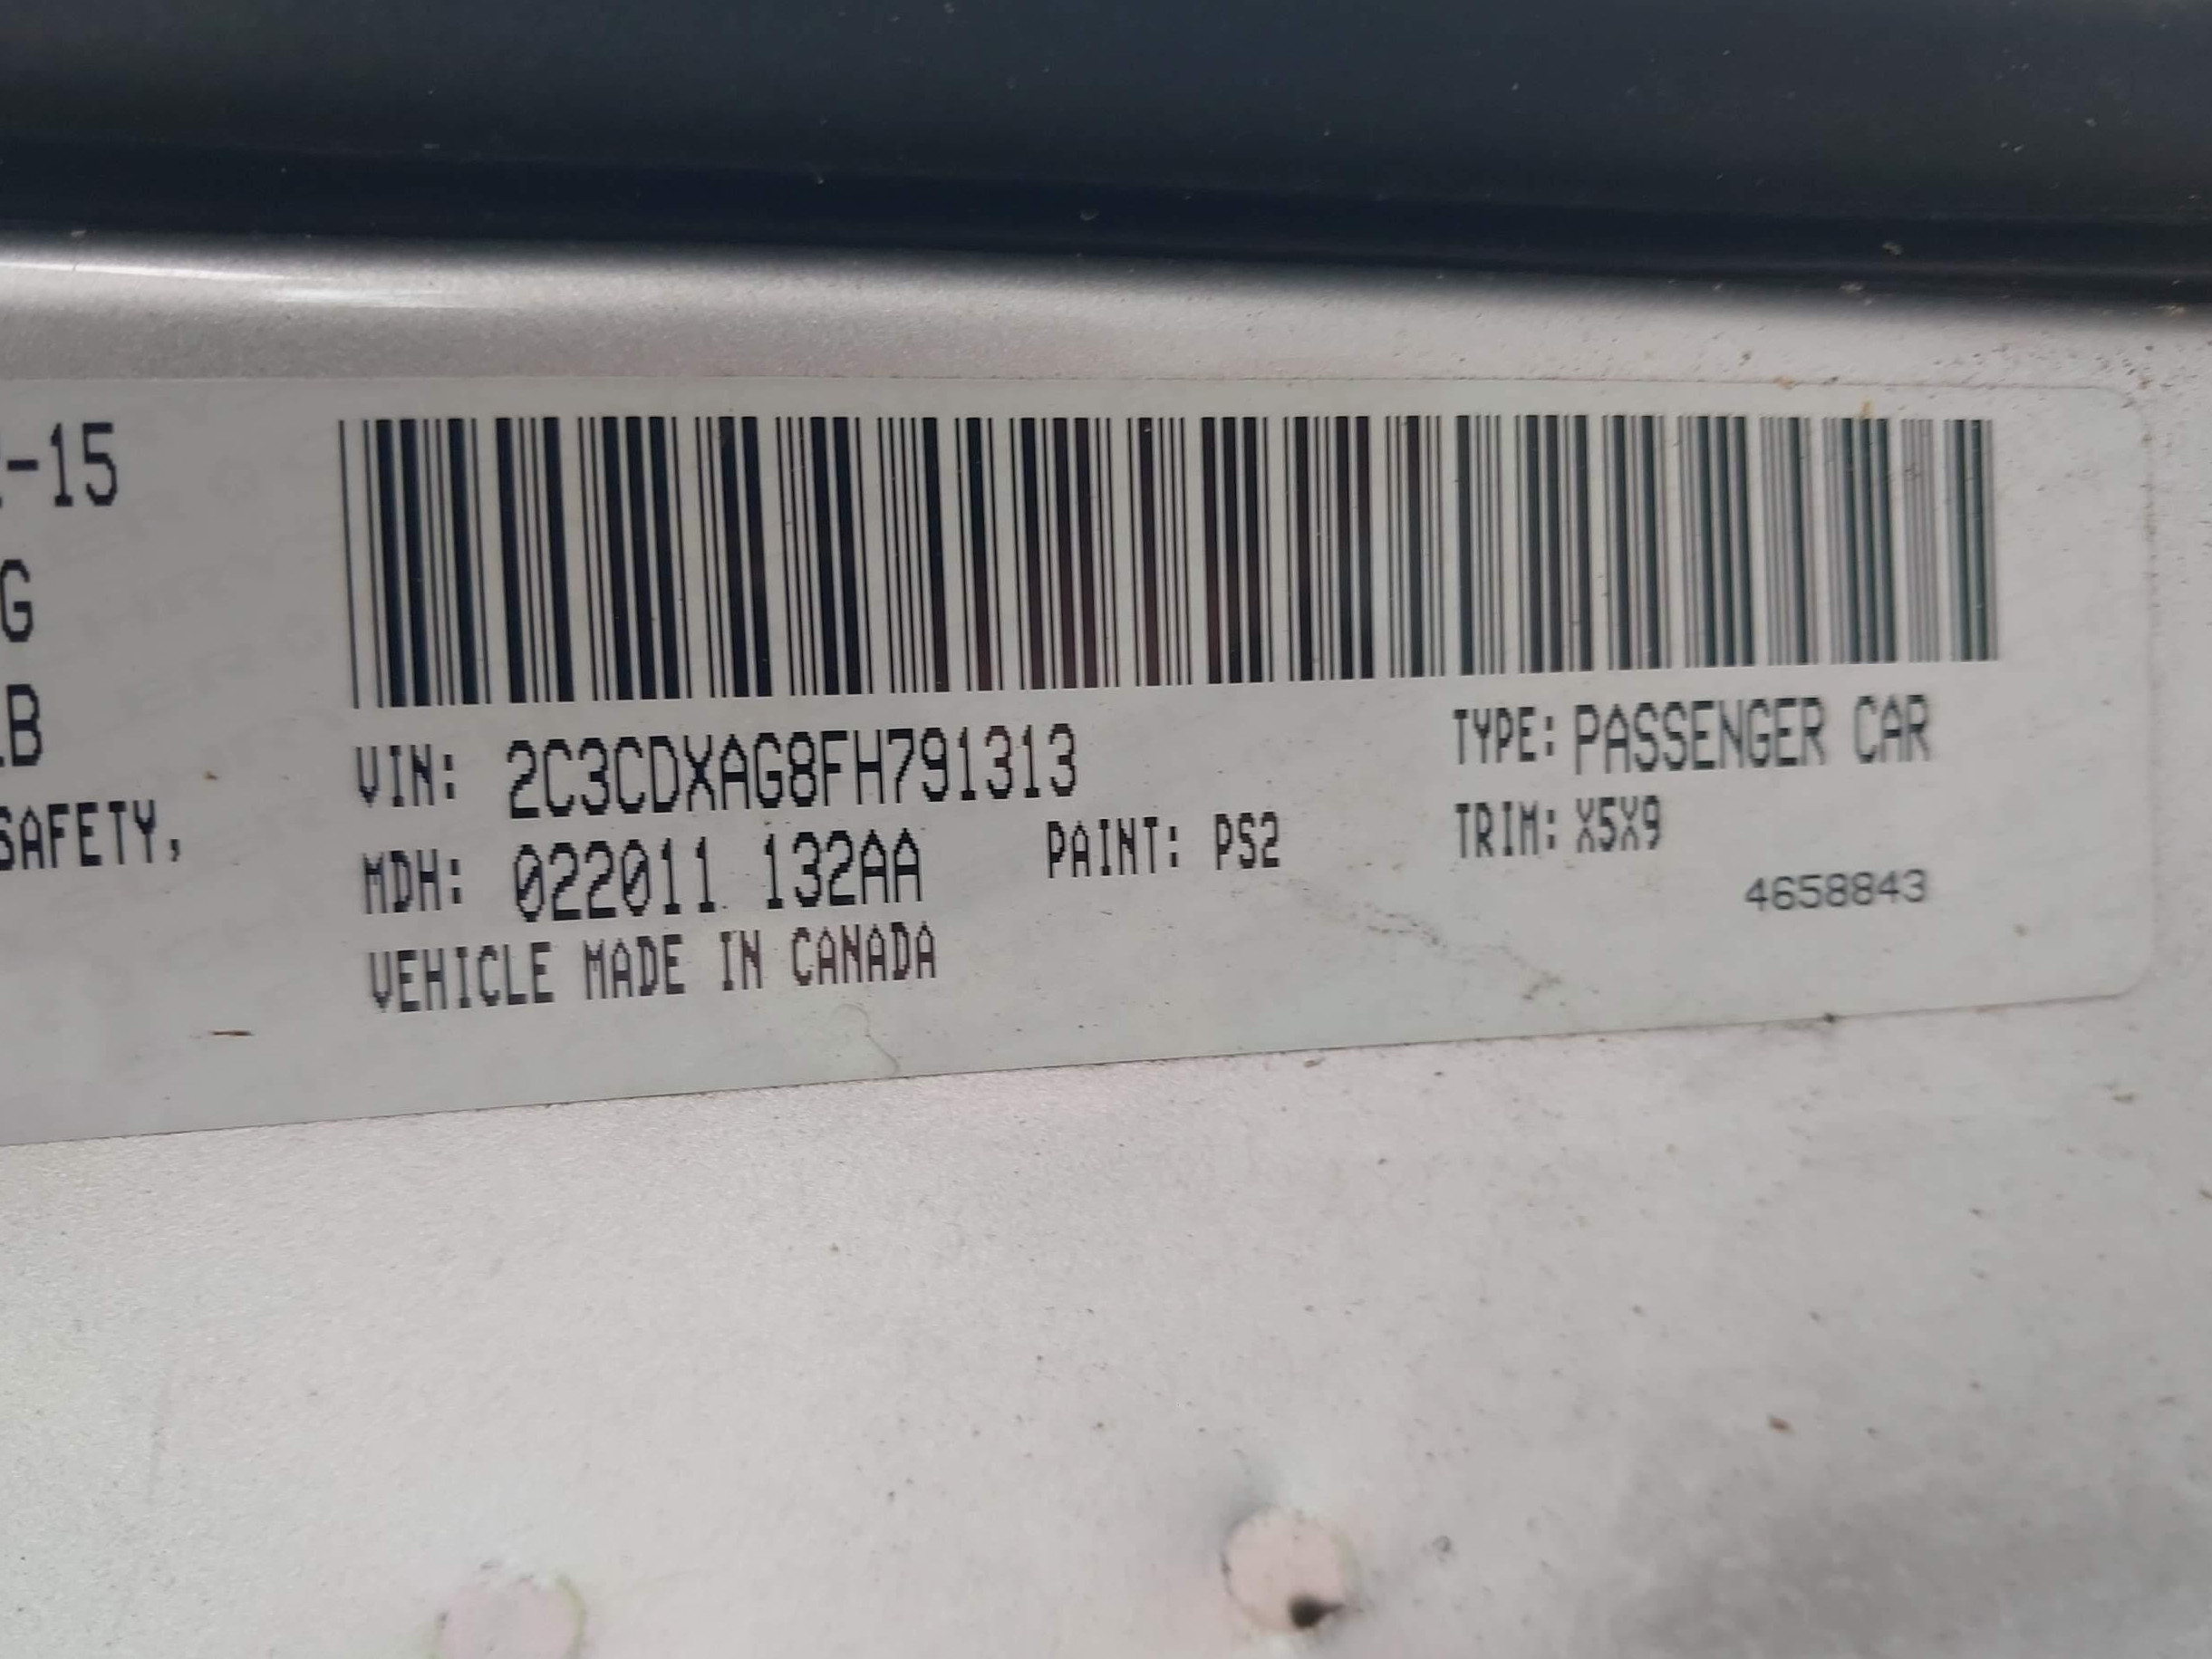 -15
G
LB
SAFETY,
VIN: 2C3CDXAG8FH791313
TYPE: PASSENGER CAR
MDH: 022011 132AA PAINT: PS2
TRIM: X5X9
4658843
VEHICLE MADE IN CANADA